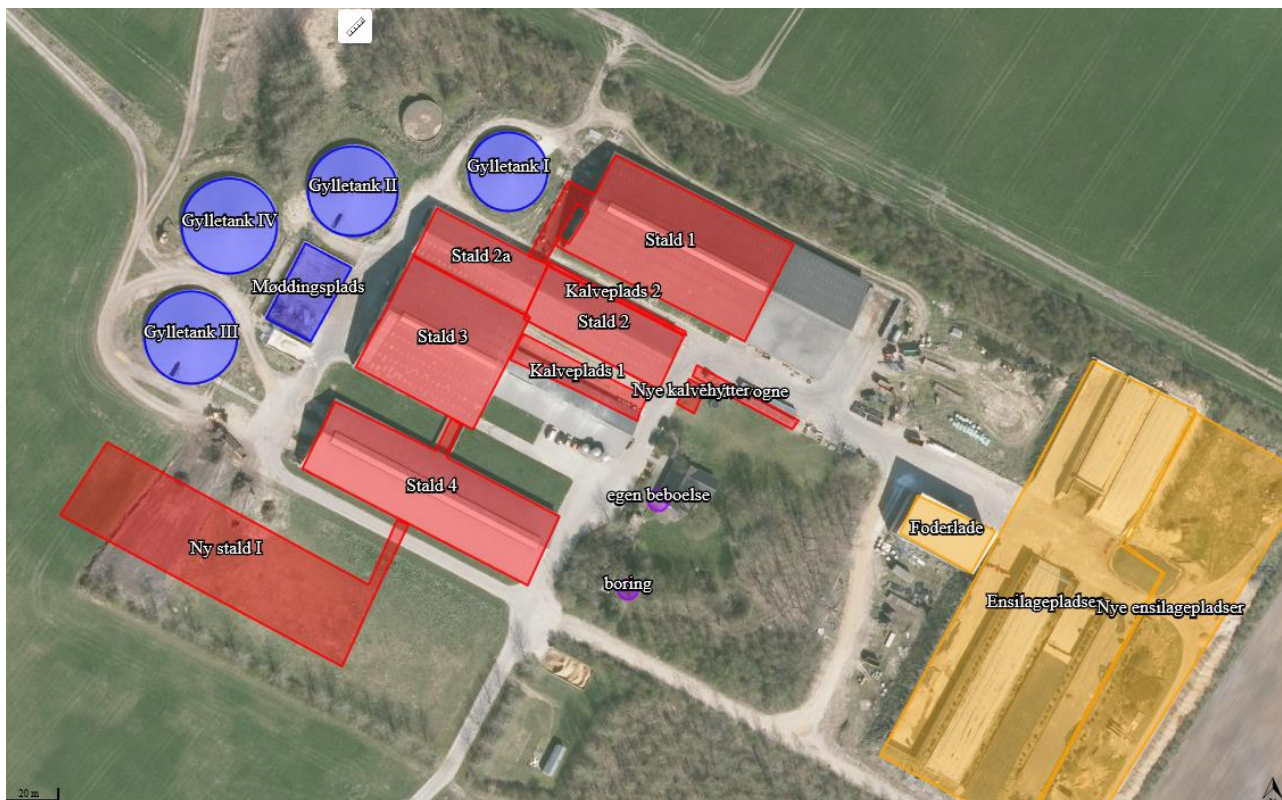 Gylletank I
Gylletank II
Gylletank IV
Stald 1
Stald 2a
Møddingsplads
Kalveplads 2
Stald 2
Gylletank III
Stald 3
Kalveplads 1
Nye kalvehytter
ogne
Stald 4
egen beboelse
Foderlade
Ny stald I
boring
Ensilagepladser
Nye ensilagepladser
20 m